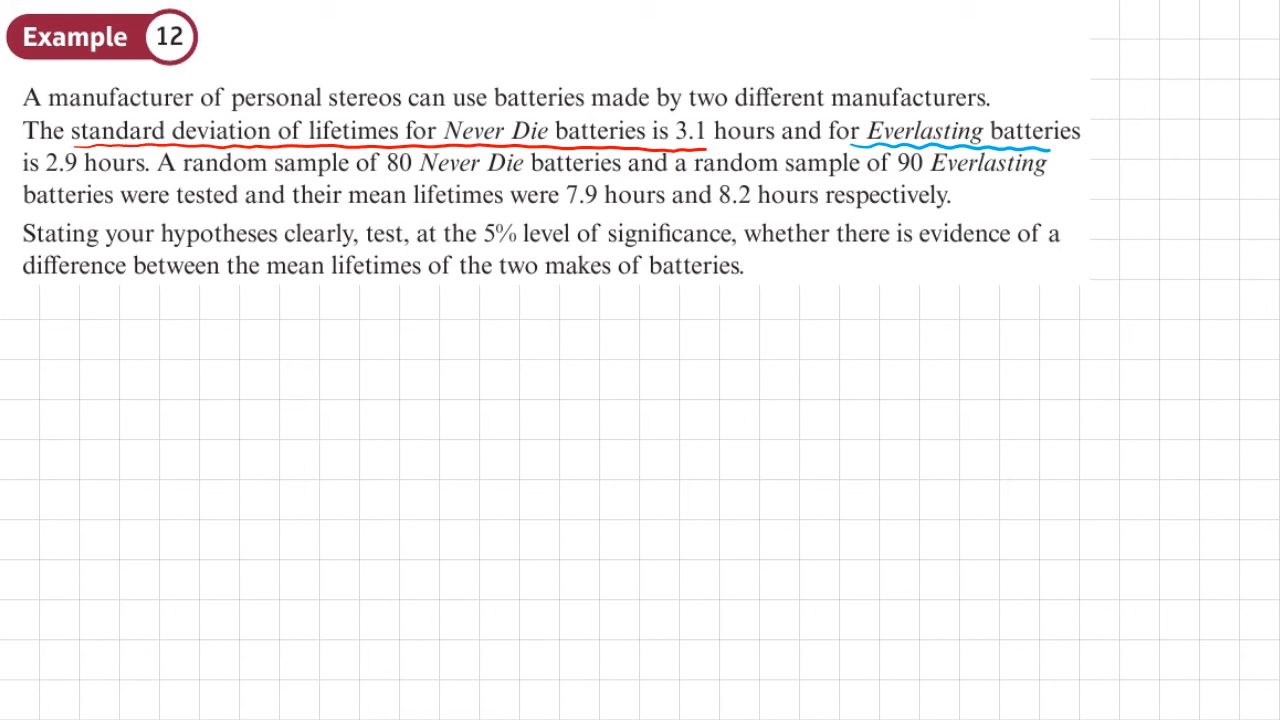 Example 12
A manufacturer of personal stereos can use batteries made by two different manufacturers.
The standard deviation of lifetimes for Never Die batteries is 3.1 hours and for Everlasting batteries
is 2.9 hours. A random sample of 80 Never Die batteries and a random sample of 90 Everlasting
batteries were tested and their mean lifetimes were 7.9 hours and 8.2 hours respectively.
Stating your hypotheses clearly, test, at the 5% level of significance, whether there is evidence of a
difference between the mean lifetimes of the two makes of batteries.